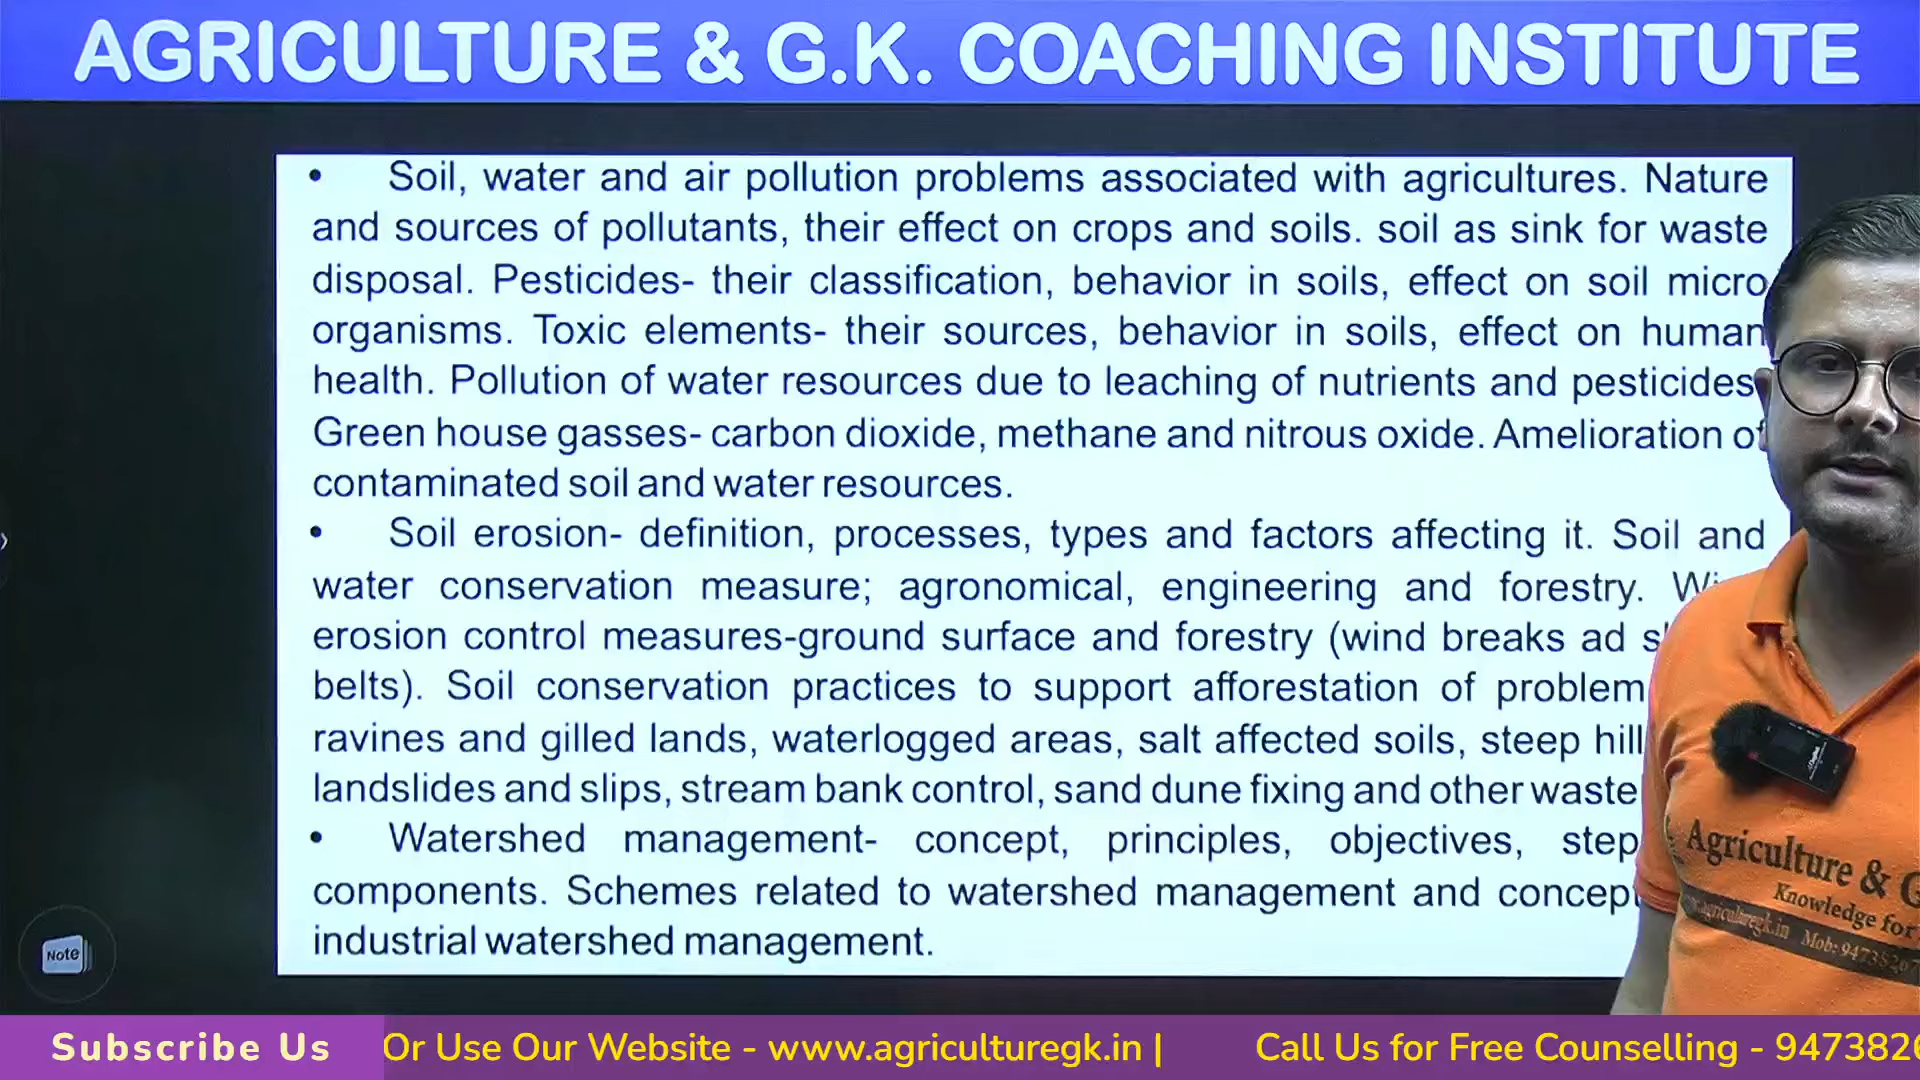 AGRICULTURE & G.K. COACHING INSTITUTE
• Soil, water and air pollution problems associated with agricultures. Nature
and sources of pollutants, their effect on crops and soils. soil as sink for waste
disposal. Pesticides- their classification, behavior in soils, effect on soil micro
organisms. Toxic elements- their sources, behavior in soils, effect on human
health. Pollution of water resources due to leaching of nutrients and pesticides
Green house gasses- carbon dioxide, methane and nitrous oxide. Amelioration of
contaminated soil and water resources.
• Soil erosion- definition, processes, types and factors affecting it. Soil and
water conservation measure; agronomical, engineering and forestry.
erosion control measures-ground surface and forestry (wind breaks ad
belts). Soil conservation practices to support afforestation of problem
ravines and gilled lands, waterlogged areas, salt affected soils, steep hill
landslides and slips, stream bank control, sand dune fixing and other waste
• Watershed management- concept, principles, objectives, step
components. Schemes related to watershed management and concept
industrial watershed management.
Note
Agriculture & G
Knowledge for
Mob: 947382
Subscribe Us
Or Use Our Website - www.agriculturegk.in |
Call Us for Free Counselling - 947382